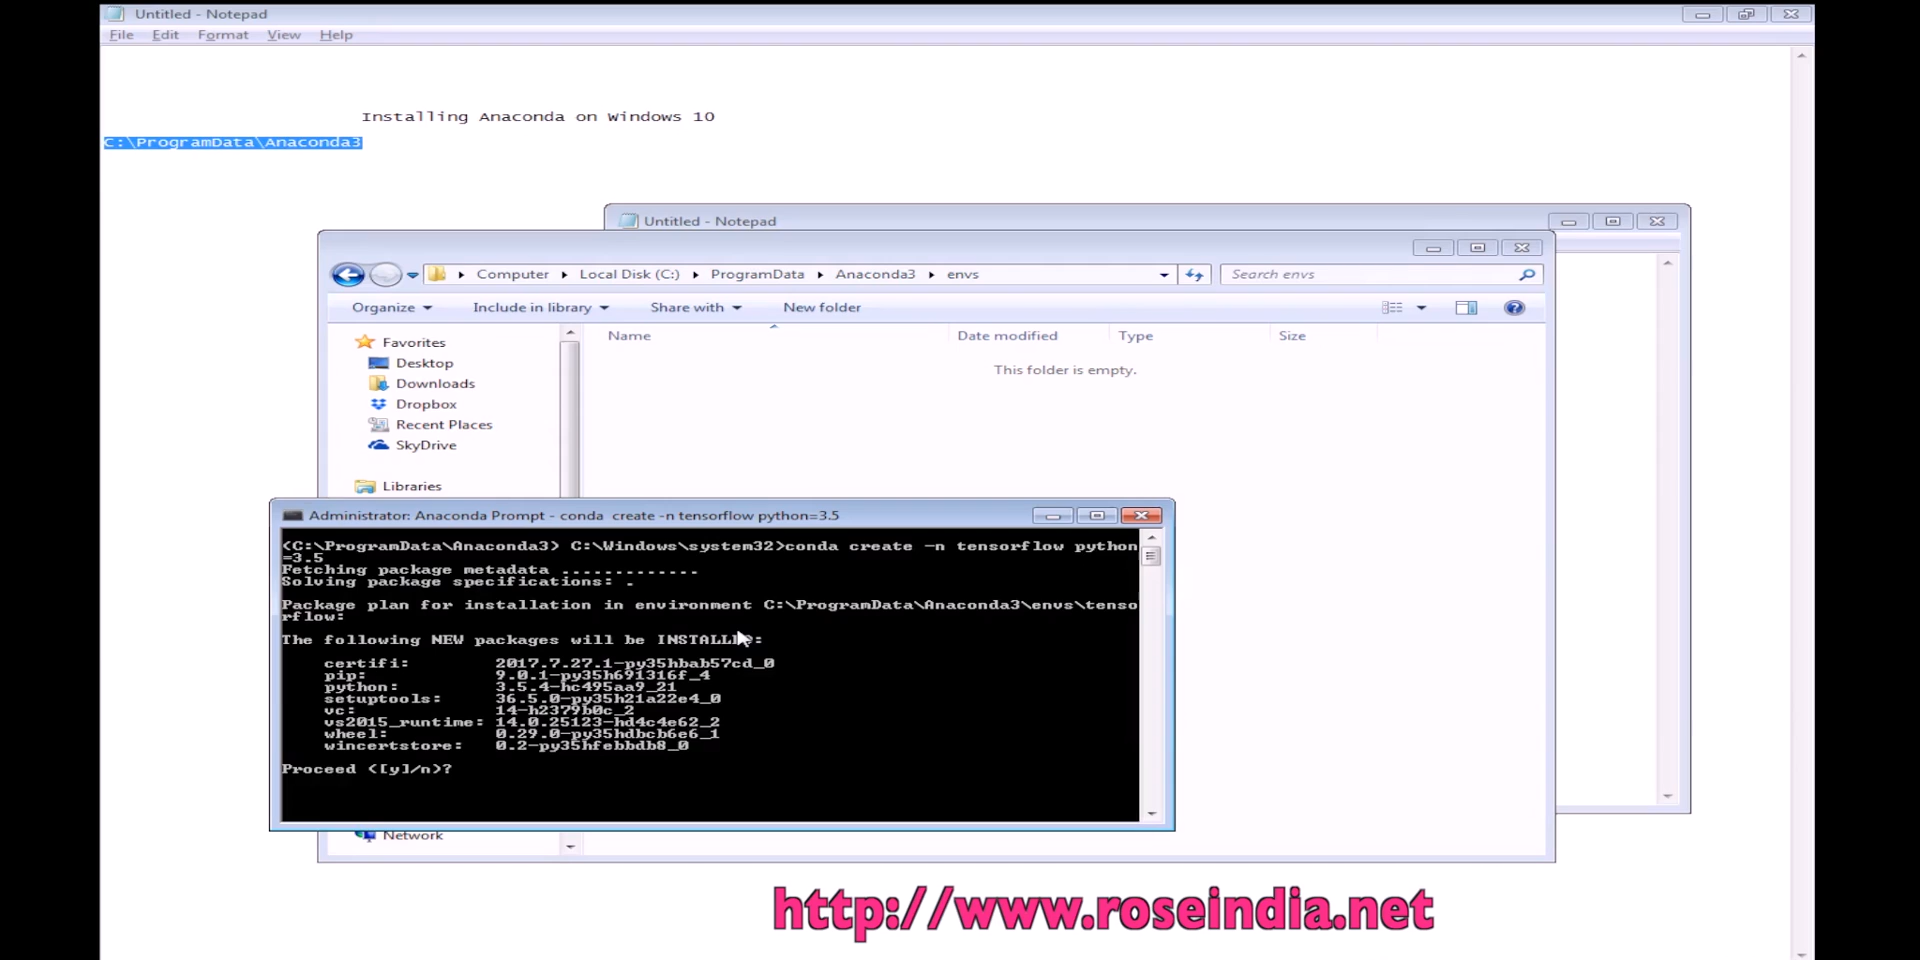 Untitled - Notepad
File Edit Format View Help
Installing Anaconda on Windows 10
C:\ProgramData\Anaconda3
Untitled - Notepad
Computer Local Disk (C:) ProgramData Anaconda3 envs
Search envs
Organize Include in library Share with New folder
Name Date modified Type Size
This folder is empty.
Favorites
Desktop
Downloads
Dropbox
Recent Places
SkyDrive
Libraries
Administrator: Anaconda Prompt - conda create -n tensorflow python=3.5
(C:\ProgramData\Anaconda3) C:\Windows\system32>conda create -n tensorflow python
=3.5
Fetching package metadata .............
Solving package specifications: .
Package plan for installation in environment C:\ProgramData\Anaconda3\envs\tenso
rflow:
The following NEW packages will be INSTALLED:
certifi: 2017.7.27.1-py35hbab57cd_0
pip: 9.0.1-py35h691316f_4
python: 3.5.4-hc495aa9_21
setuptools: 36.5.0-py35h21a22e4_0
vc: 14-h2379b0c_2
vs2015_runtime: 14.0.25123-hd4c4e62_2
wheel: 0.29.0-py35hdbcb6e6_1
wincertstore: 0.2-py35hfebbdb8_0
Proceed ([y]/n)?
Network
http://www.roseindia.net